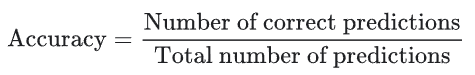 Accuracy = Number of correct predictions
Total number of predictions